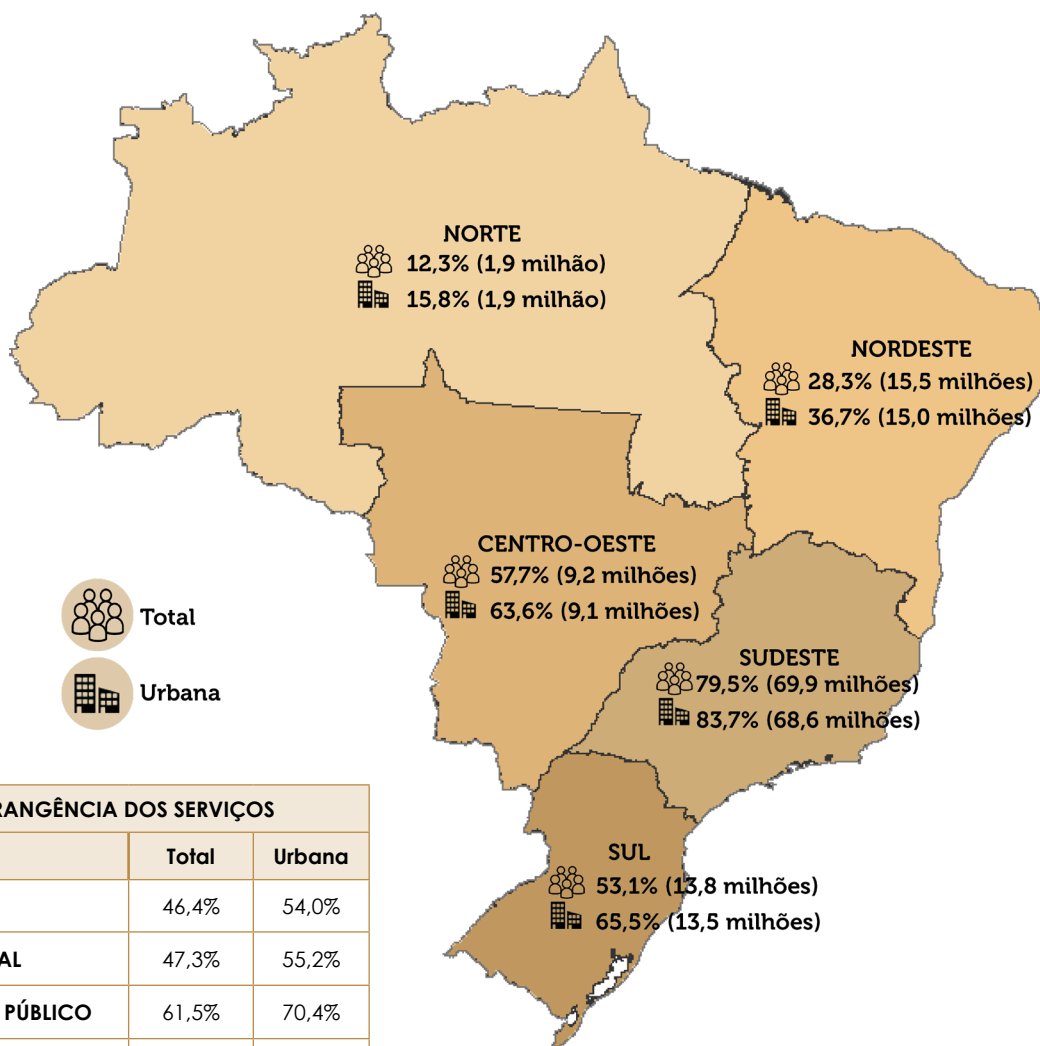 NORTE
12,3% (1,9 milhão)
15,8% (1,9 milhão)
NORDESTE
28,3% (15,5 milhões)
36,7% (15,0 milhões)
CENTRO-OESTE
57,7% (9,2 milhões)
63,6% (9,1 milhões)
Total
Urbana
SUDESTE
79,5% (69,9 milhões)
83,7% (68,6 milhões)
SUL
53,1% (13,8 milhões)
65,5% (13,5 milhões)
RANGÊNCIA DOS SERVIÇOS
Total Urbana
46,4% 54,0%
AL 47,3% 55,2%
PÚBLICO 61,5% 70,4%